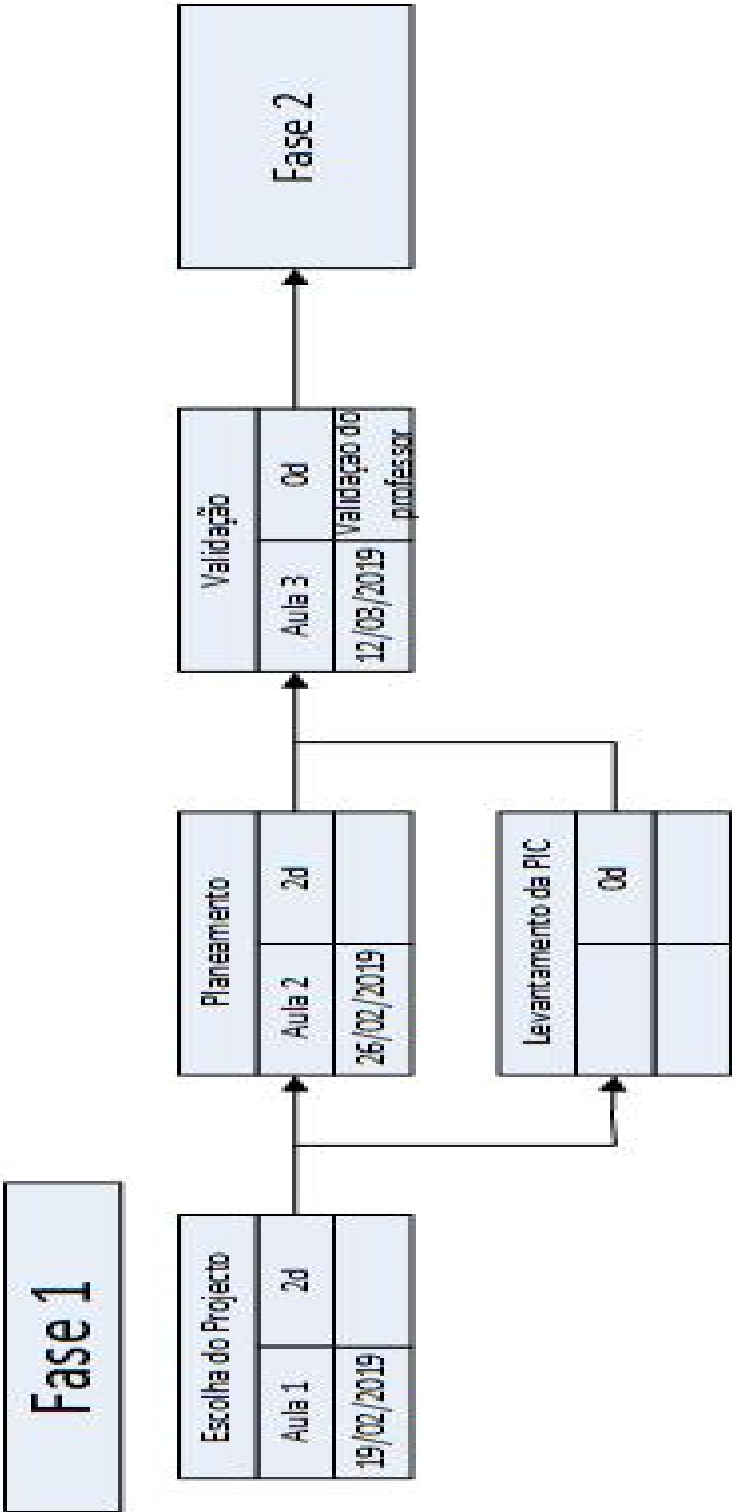 Fase 1
Escolha do Projecto
Aula 1
2d
19/02/2019
Planeamento
Aula 2
2d
26/02/2019
Levantamento da PIC
0d
Validação
Aula 3
0d
12/03/2019
Validaçao do
professor
Fase 2